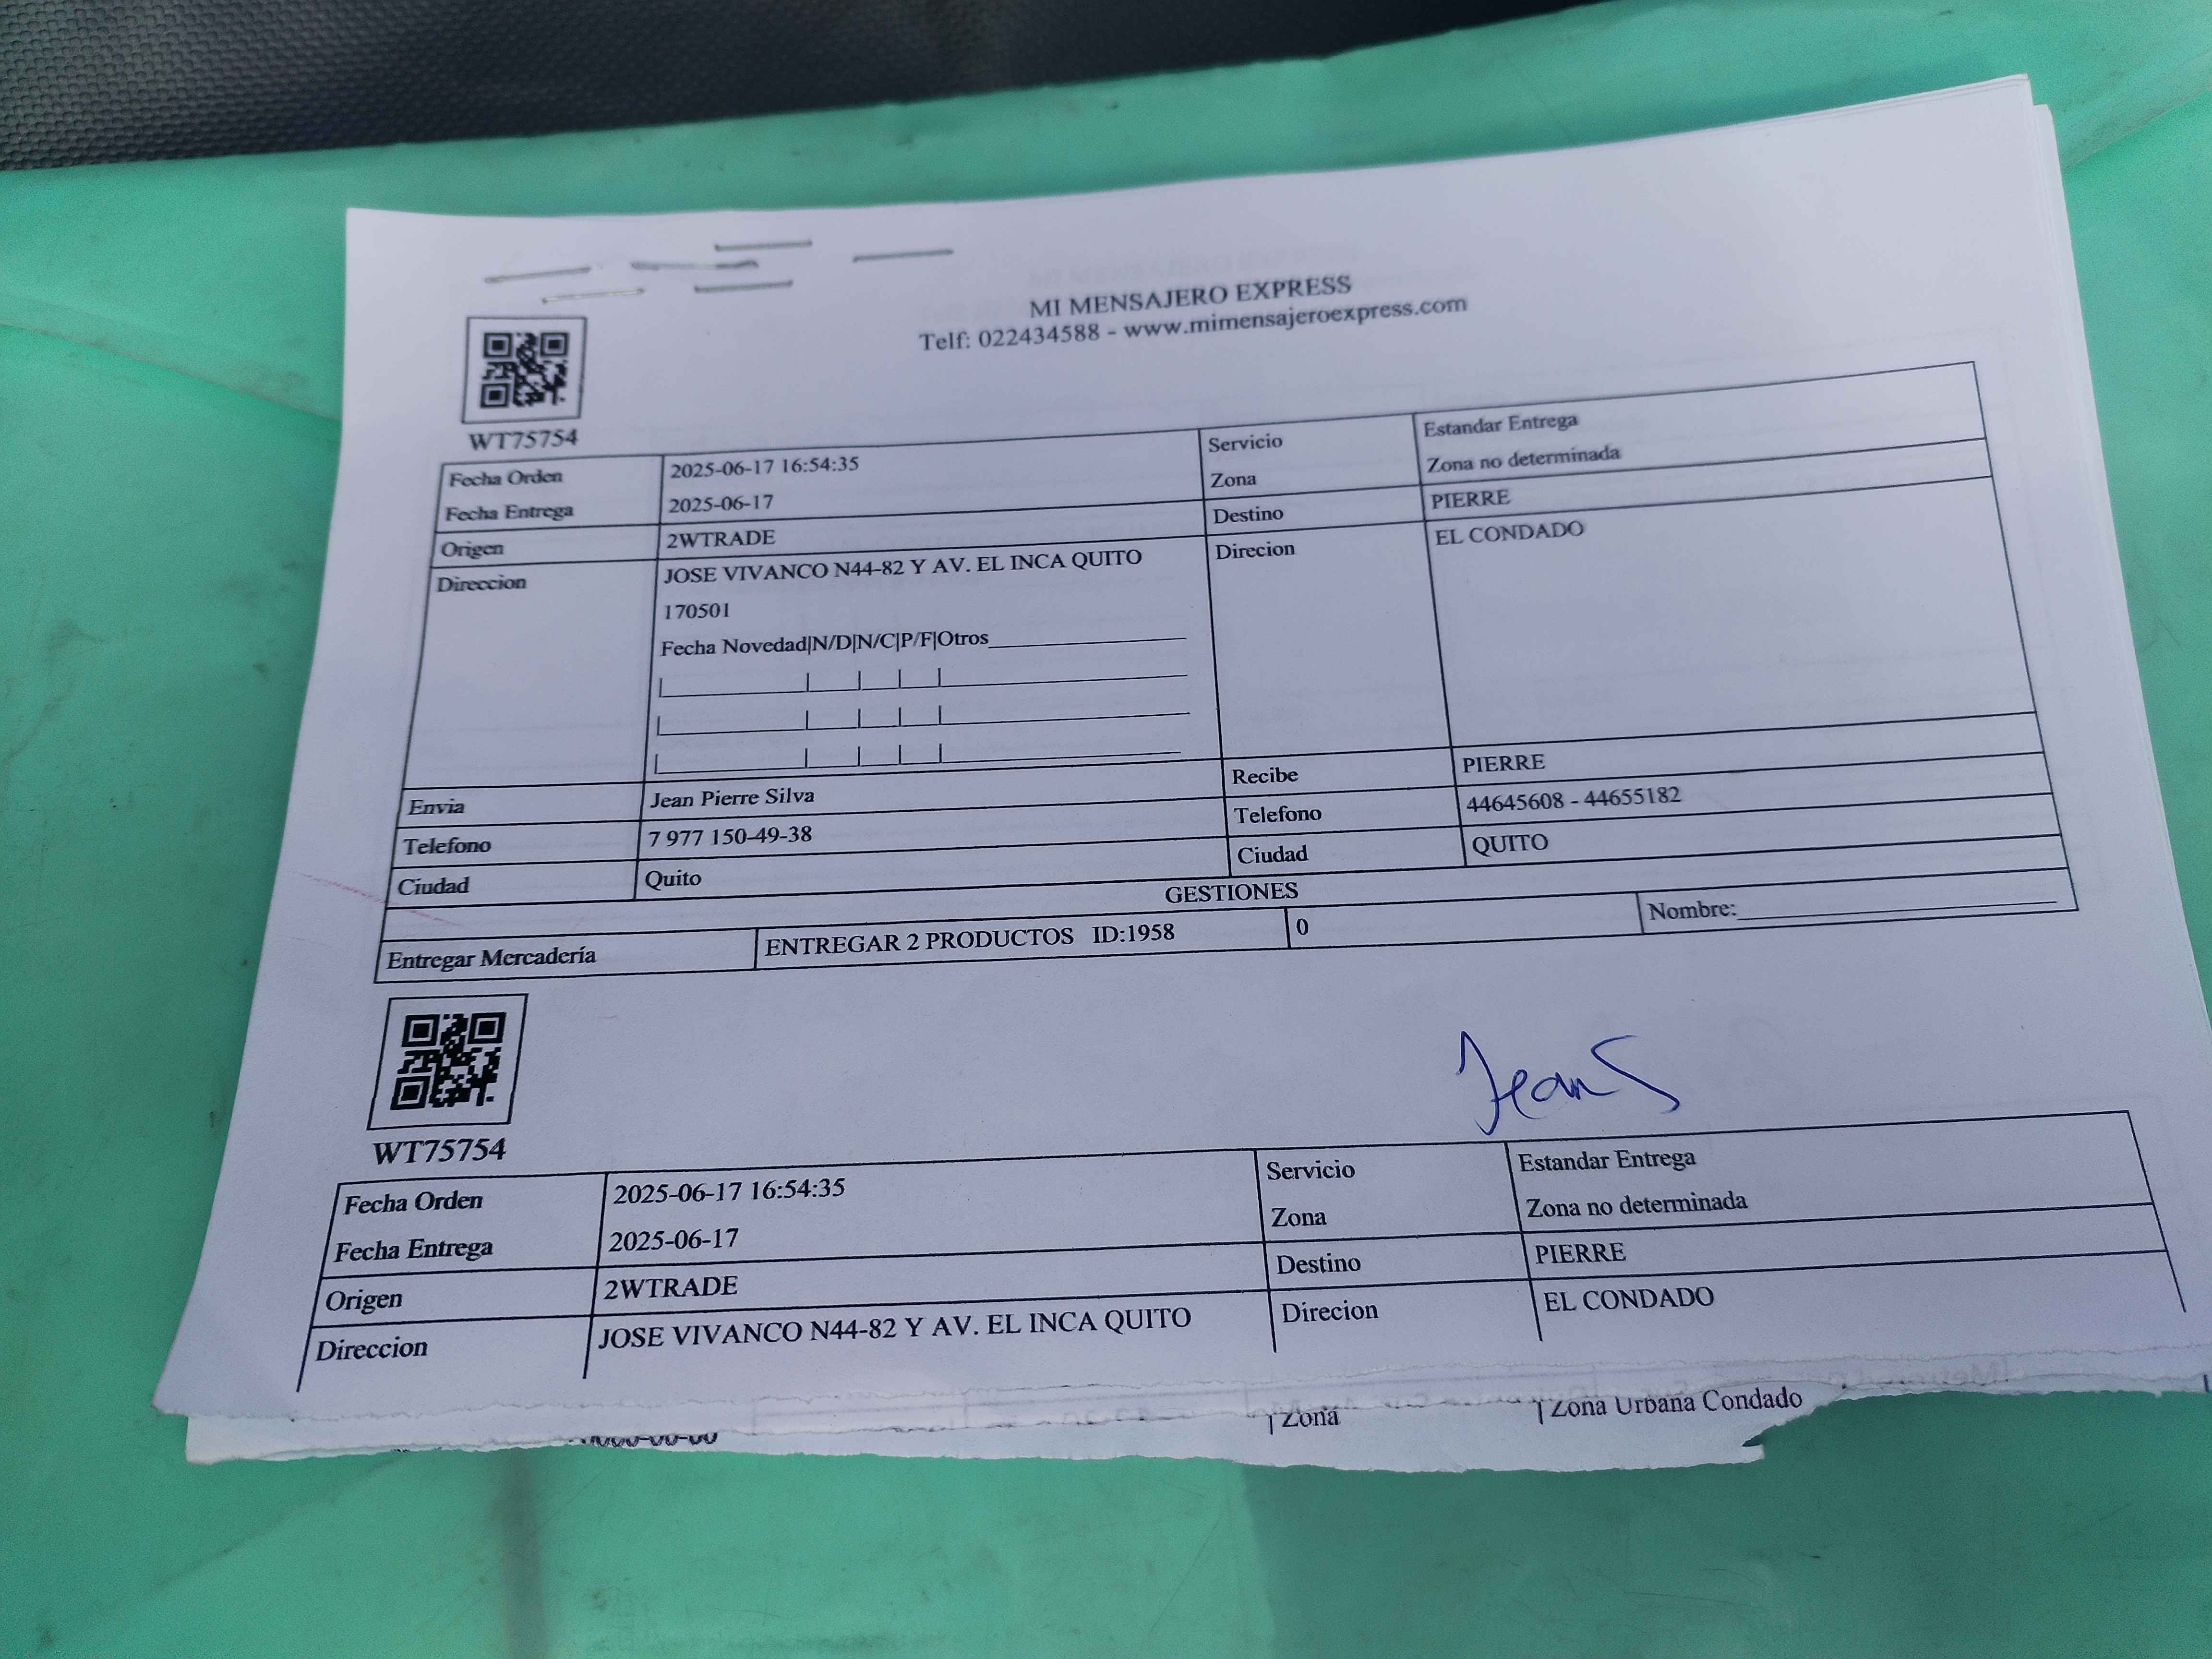 MI MENSAJERO EXPRESS
Telf: 022434588 - www.mimensajeroexpress.com
WT75754
Fecha Orden 2025-06-17 16:54:35 Servicio Estandar Entrega
Fecha Entrega 2025-06-17 Zona Zona no determinada
Origen 2WTRADE Destino PIERRE
Direccion JOSE VIVANCO N44-82 Y AV. EL INCA QUITO Direcion EL CONDADO
170501
Fecha Novedad|N/D|N/C|P/F|Otros
Envia Jean Pierre Silva Recibe PIERRE
Telefono 7 977 150-49-38 Telefono 44645608 - 44655182
Ciudad Quito Ciudad QUITO
GESTIONES
Entregar Mercadería ENTREGAR 2 PRODUCTOS ID:1958 0 Nombre:
Jean S
WT75754
Fecha Orden 2025-06-17 16:54:35 Servicio Estandar Entrega
Fecha Entrega 2025-06-17 Zona Zona no determinada
Origen 2WTRADE Destino PIERRE
Direccion JOSE VIVANCO N44-82 Y AV. EL INCA QUITO Direcion EL CONDADO
Zona Zona Urbana Condado